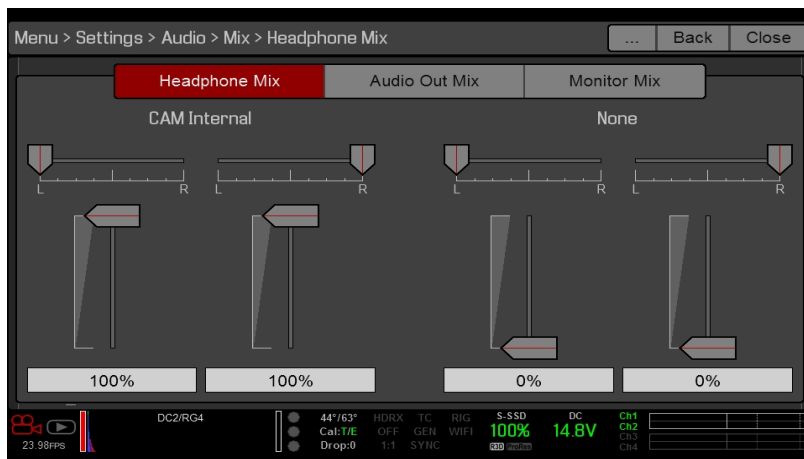 Menu > Settings > Audio > Mix > Headphone Mix ... Back Close
Headphone Mix Audio Out Mix Monitor Mix
CAM Internal None
L R L R L R L R
100% 100% 0% 0%
DC2/RG4 44°/63° HDRX TC RIG S-SSD DC Ch1
Cal:T/E OFF GEN WIFI 100% 14.8V Ch2
23.98FPS Drop:0 1:1 SYNC R3D ProRes Ch3
Ch4